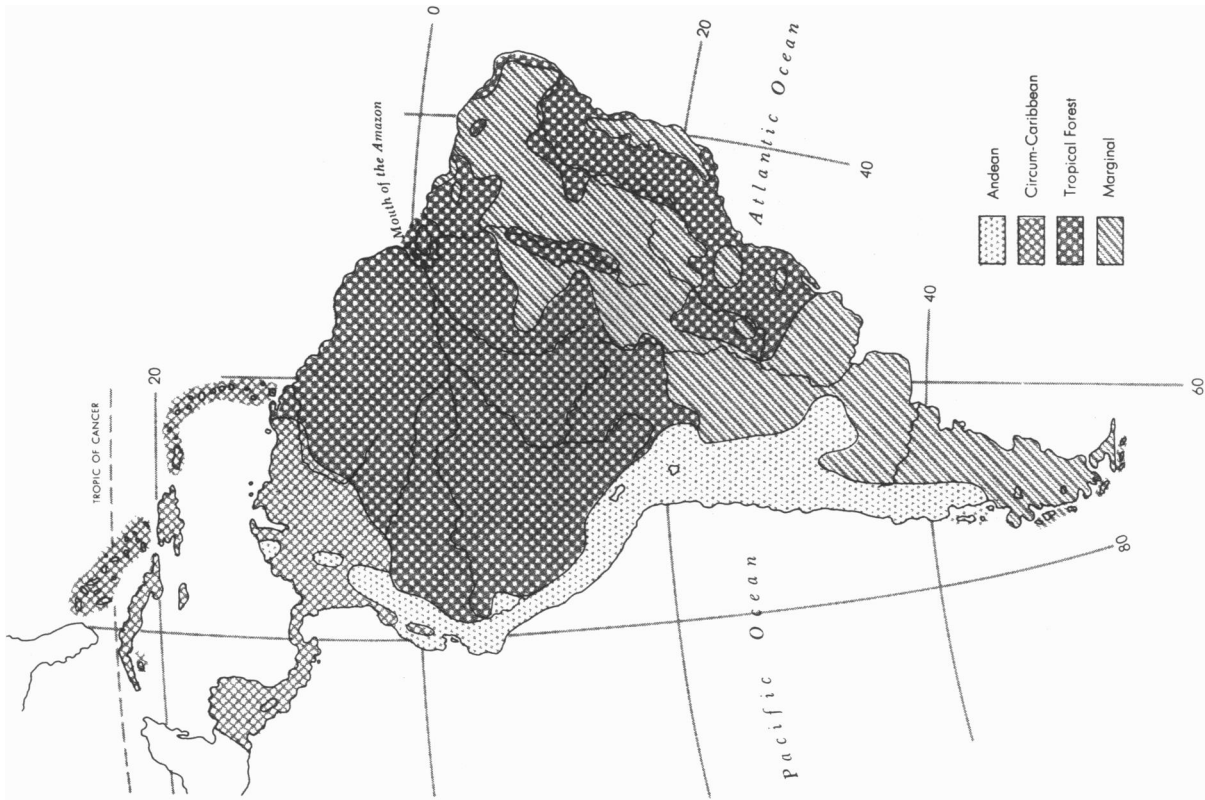 0
20
Mouth of the Amazon
Atlantic Ocean
40
TROPIC OF CANCER
20
40
60
80
Pacific Ocean
Andean
Circum-Caribbean
Tropical Forest
Marginal